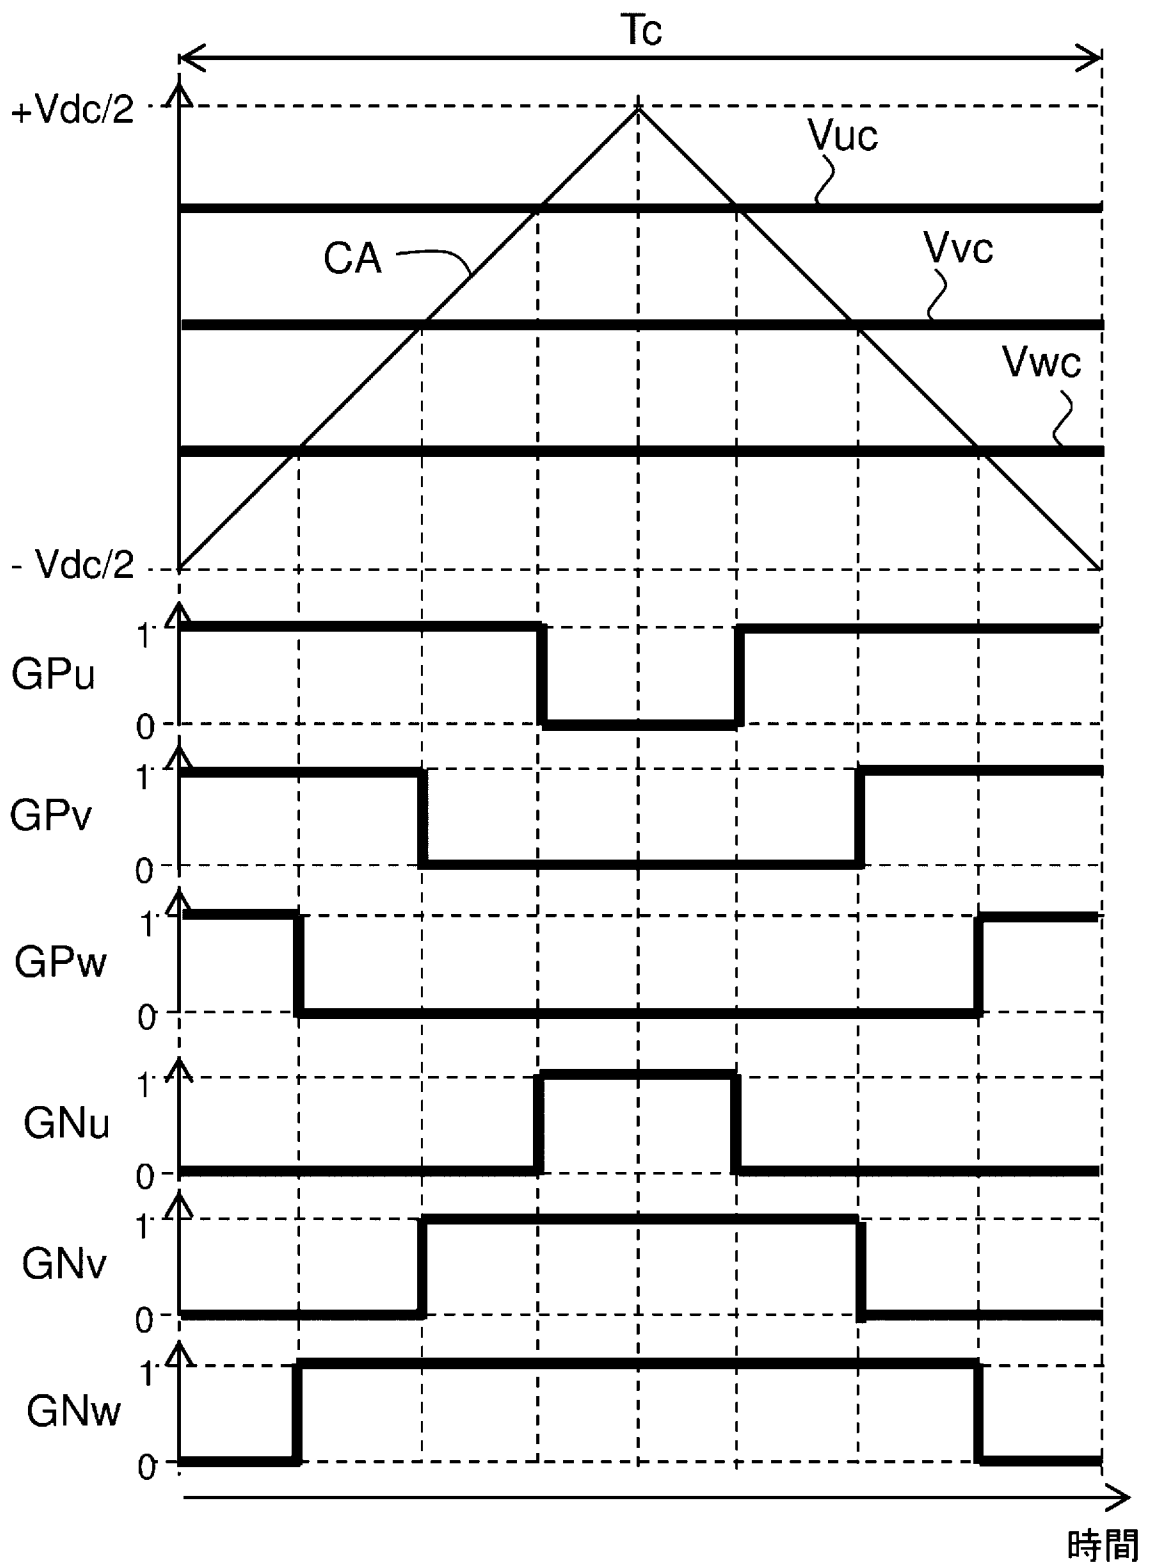 Tc
+Vdc/2
Vuc
CA
Vvc
Vwc
- Vdc/2
1
GPu
0
1
GPv
0
1
GPw
0
1
GNu
0
1
GNv
0
1
GNw
0
時間